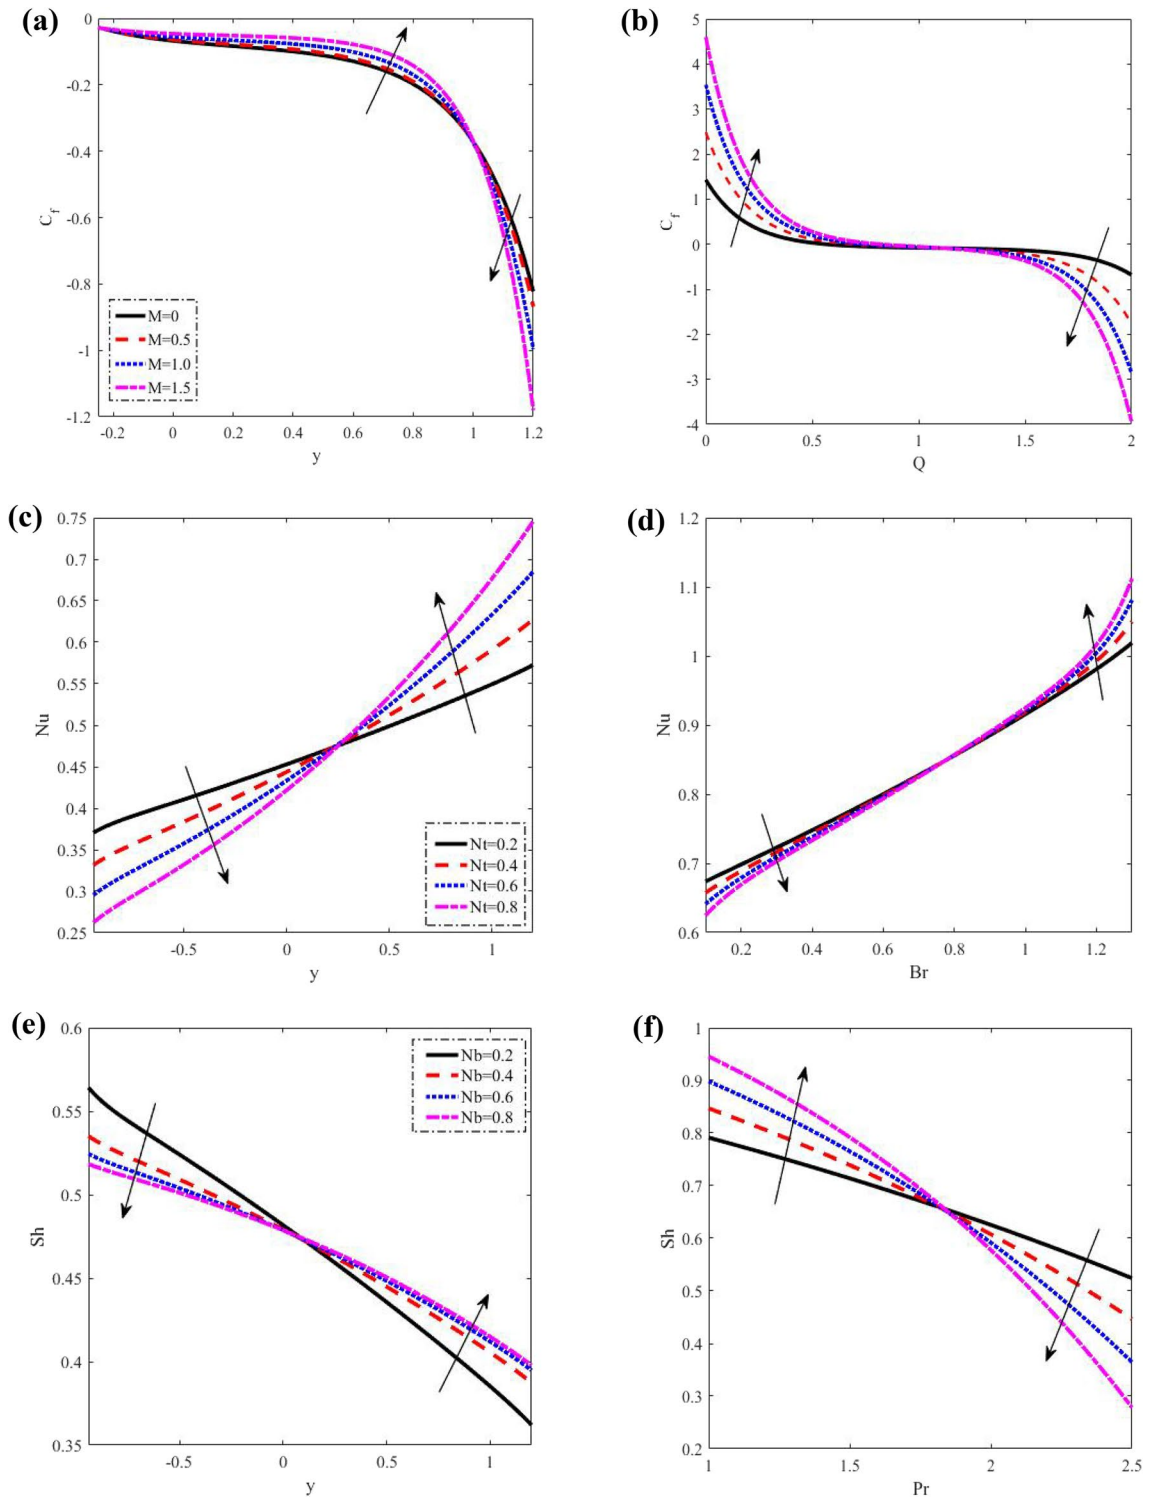 (a)
0
-0.2
-0.4
-0.6
-0.8
-1
-1.2
C_f
M=0
M=0.5
M=1.0
M=1.5
-0.2 0 0.2 0.4 0.6 0.8 1 1.2
y
(b)
5
4
3
2
1
0
-1
-2
-3
-4
C_f
0 0.5 1 1.5 2
Q
(c)
0.75
0.7
0.65
0.6
0.55
0.5
0.45
0.4
0.35
0.3
0.25
Nu
Nt=0.2
Nt=0.4
Nt=0.6
Nt=0.8
-0.5 0 0.5 1
y
(d)
1.2
1.1
1
0.9
0.8
0.7
0.6
Nu
0.2 0.4 0.6 0.8 1 1.2
Br
(e)
0.6
0.55
0.5
0.45
0.4
0.35
Sh
Nb=0.2
Nb=0.4
Nb=0.6
Nb=0.8
-0.5 0 0.5 1
y
(f)
1
0.9
0.8
0.7
0.6
0.5
0.4
0.3
0.2
Sh
1 1.5 2 2.5
Pr